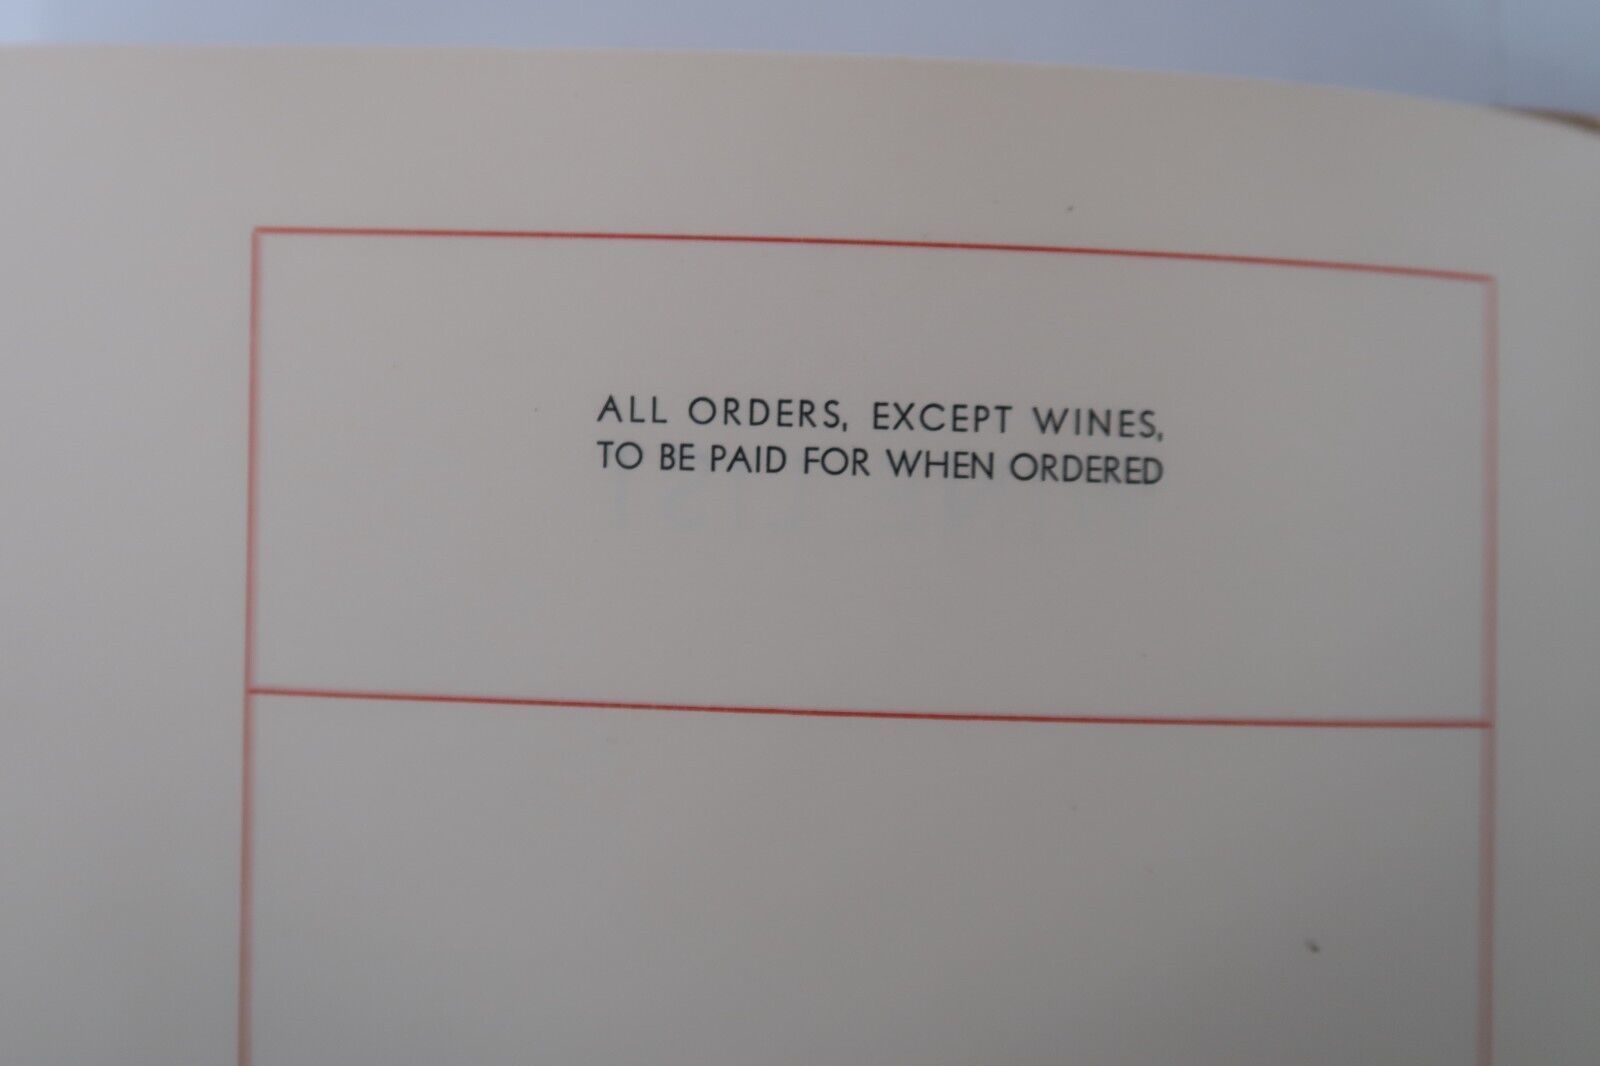 ALL ORDERS, EXCEPT WINES,
TO BE PAID FOR WHEN ORDERED